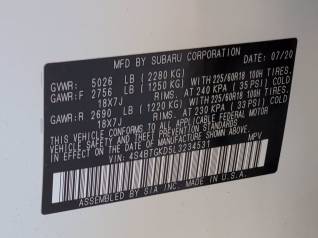 MFD BY SUBARU CORPORATION DATE: 07/20
GVWR: 5026 LB (2280 KG)
GAWR:F 2756 LB (1250 KG) WITH 225/60R18 100H TIRES,
18X7J RIMS, AT 240 KPA (35 PSI) COLD
GAWR:R 2690 LB (1220 KG) WITH 225/60R18 100H TIRES,
18X7J RIMS, AT 230 KPA (33 PSI) COLD
THIS VEHICLE CONFORMS TO ALL APPLICABLE FEDERAL MOTOR
VEHICLE SAFETY STANDARDS
IN EFFECT ON THE DATE OF MANUFACTURE SHOWN ABOVE.
VIN: 4S4BTGKD5L3234531 MPV
ASSEMBLED BY SIA INC. MADE IN U.S.A.